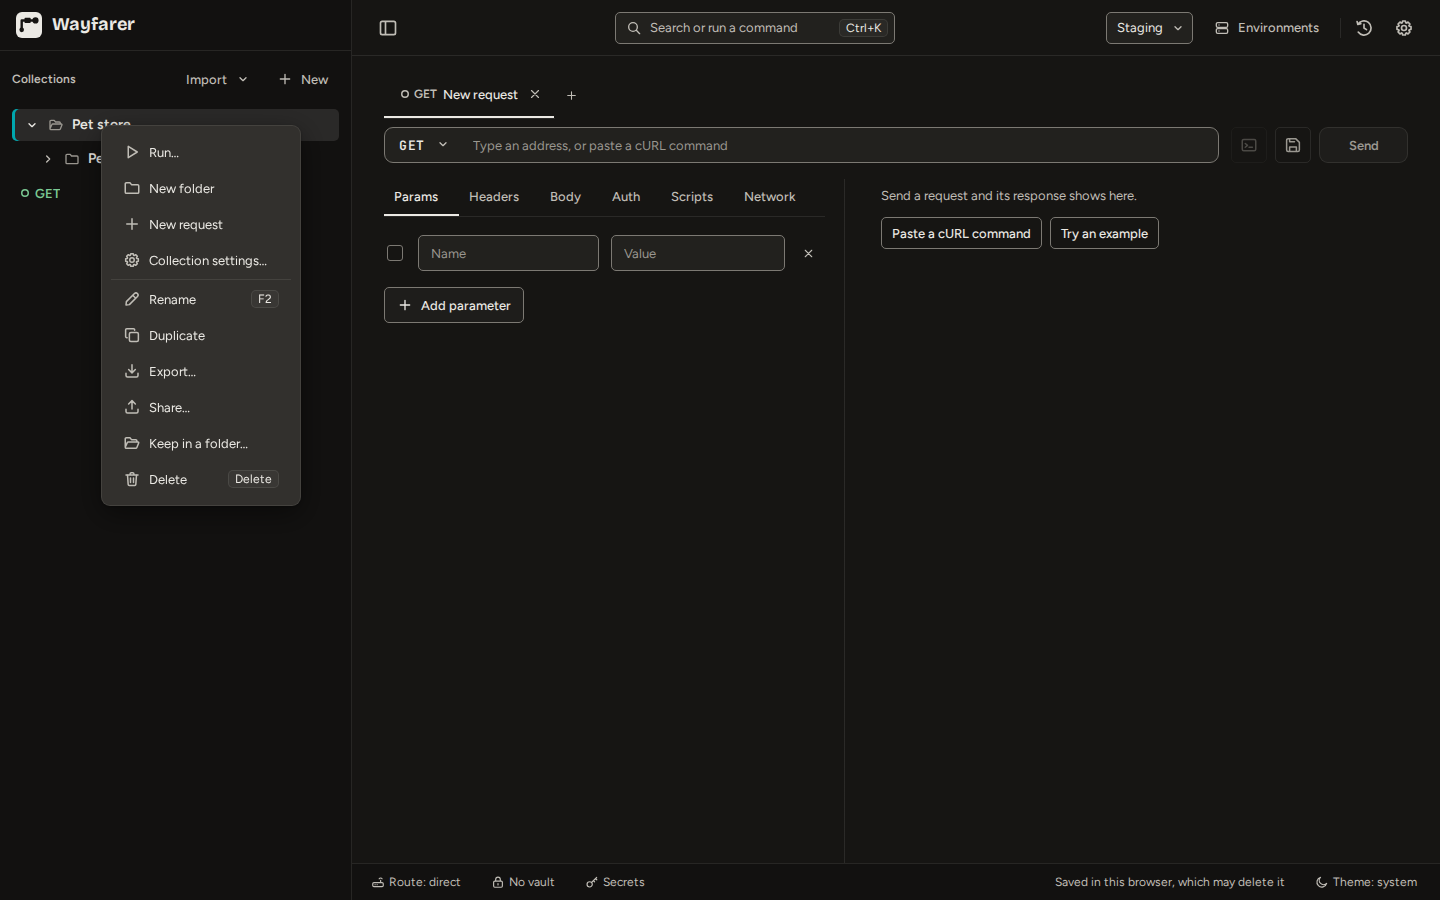 Wayfarer
Search or run a command
Ctrl+K
Staging
Environments
Collections
Import
New
GET New request
Pet store
Pe
GET
Run...
New folder
New request
Collection settings...
Rename
F2
Duplicate
Export...
Share...
Keep in a folder...
Delete
Delete
GET
Type an address, or paste a cURL command
Send
Params
Headers
Body
Auth
Scripts
Network
Name
Value
Add parameter
Send a request and its response shows here.
Paste a cURL command
Try an example
Route: direct
No vault
Secrets
Saved in this browser, which may delete it
Theme: system